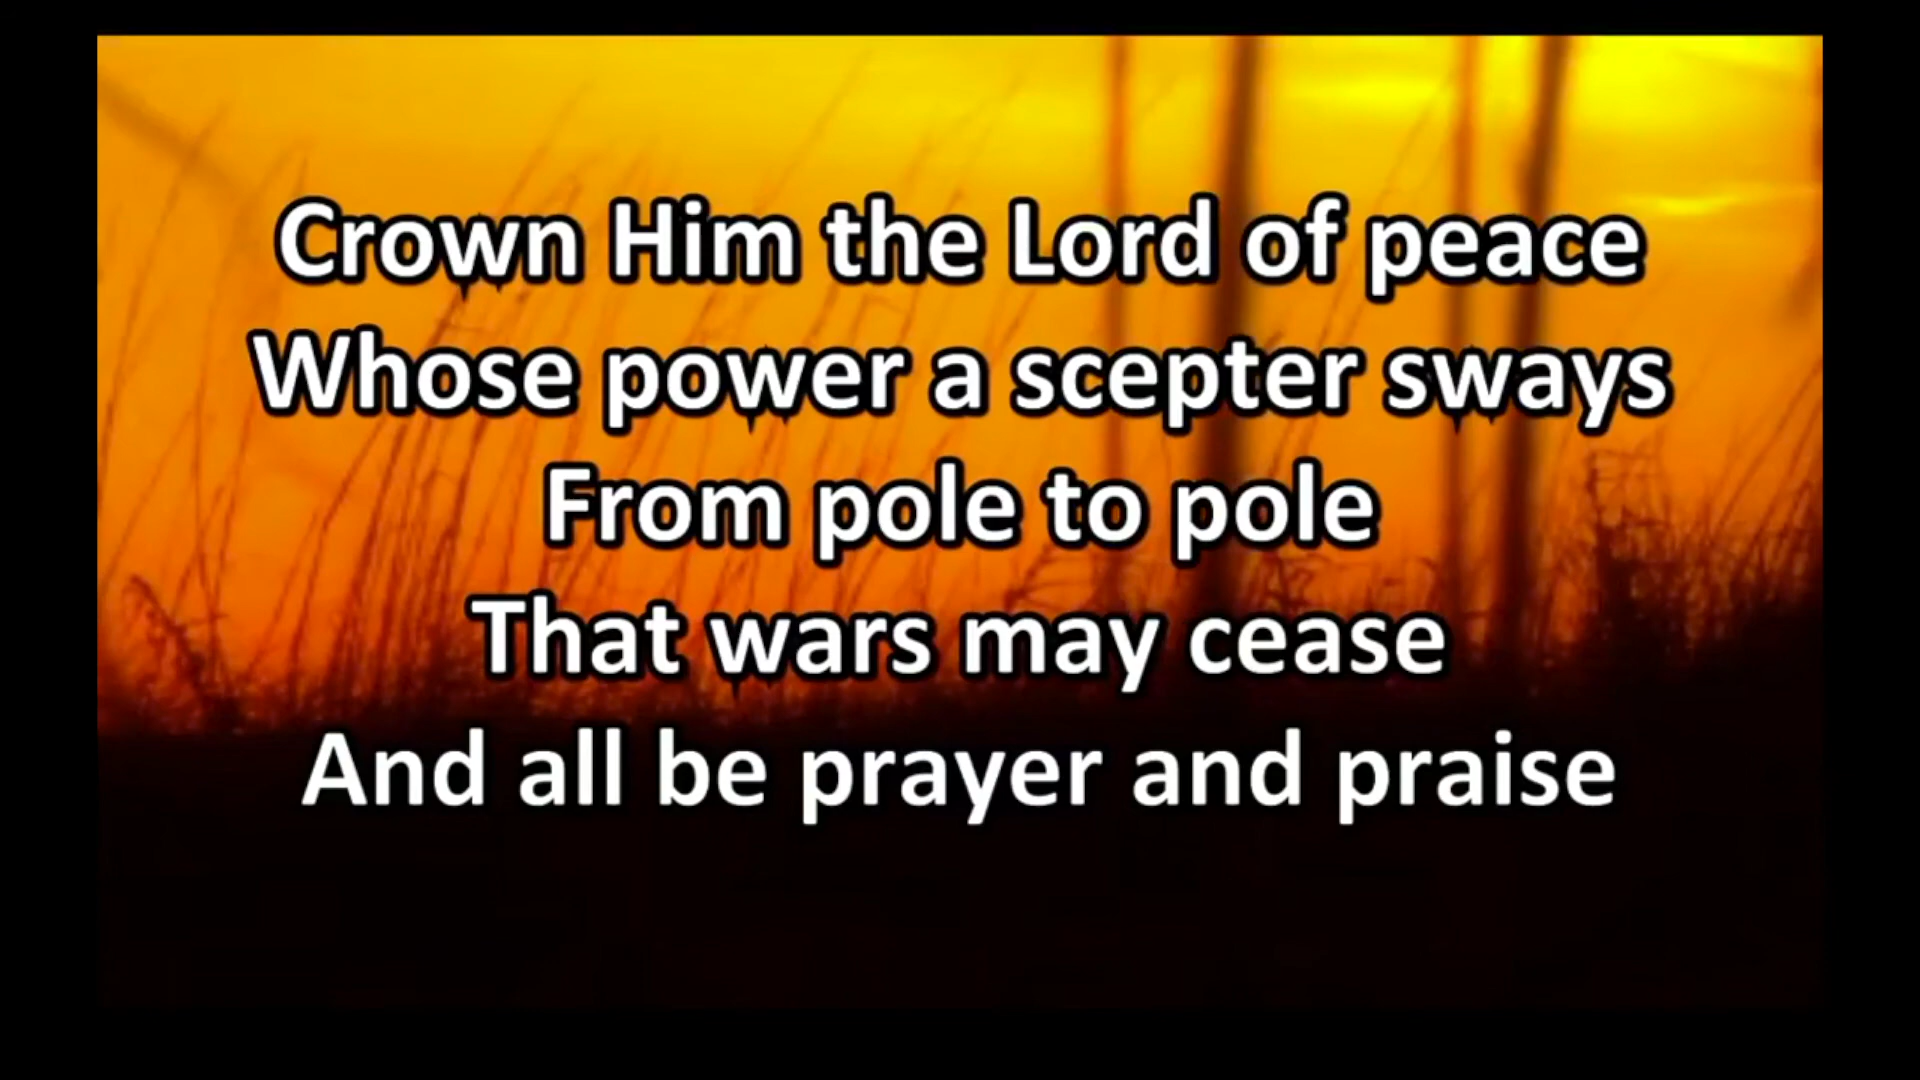 Crown Him the Lord of peace
Whose power a scepter sways
From pole to pole
That wars may cease
And all be prayer and praise